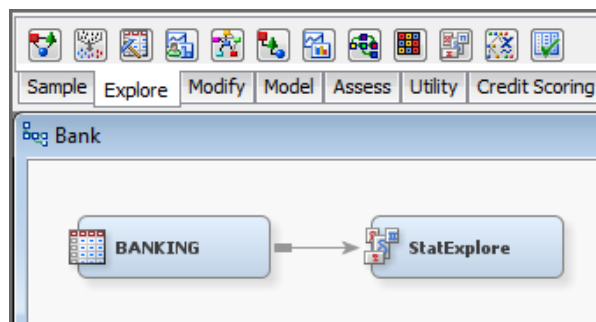 Sample Explore Modify Model Assess Utility Credit Scoring
Bank
BANKING StatExplore